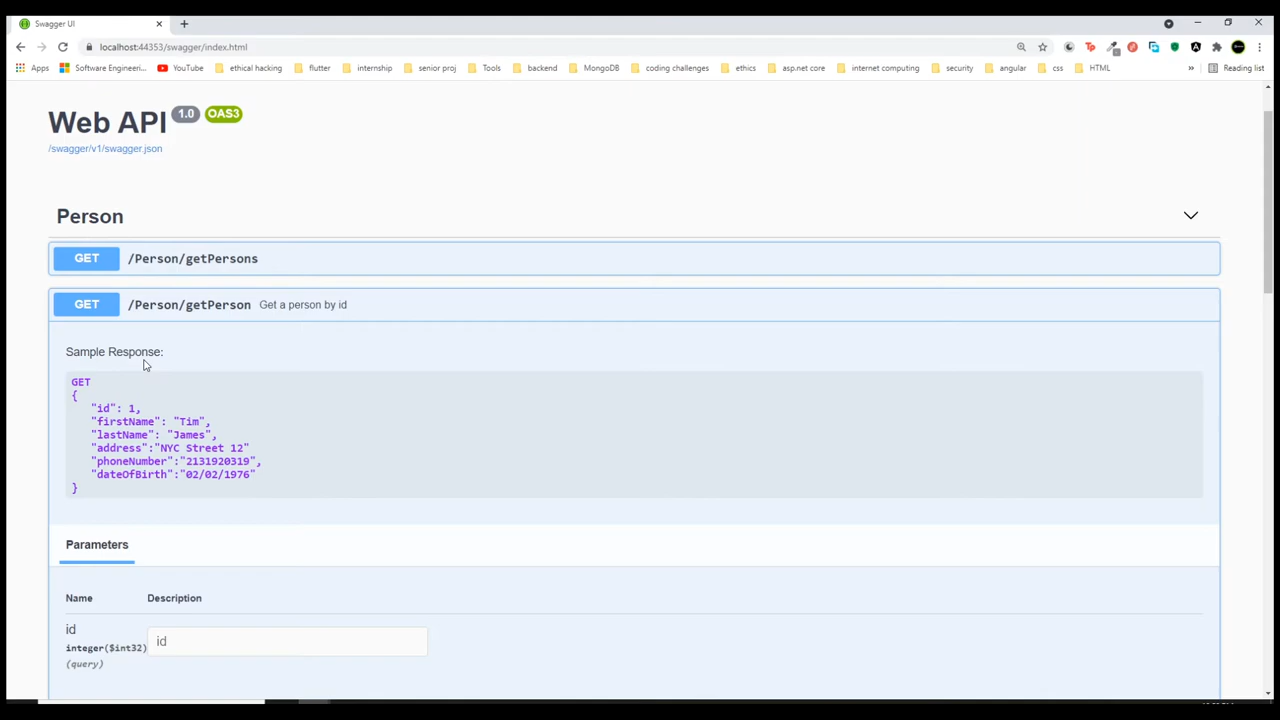 Swagger UI
localhost:44353/swagger/index.html
Apps Software Engineeri... YouTube ethical hacking flutter internship senior proj Tools backend MongoDB coding challenges ethics asp.net core internet computing security angular css HTML » Reading list
Web API 1.0 OAS3
/swagger/v1/swagger.json
Person
GET /Person/getPersons
GET /Person/getPerson Get a person by id
Sample Response:
GET
{
"id": 1,
"firstName": "Tim",
"lastName": "James",
"address":"NYC Street 12"
"phoneNumber":"2131920319",
"dateOfBirth":"02/02/1976"
}
Parameters
Name Description
id
integer($int32)
(query)
id